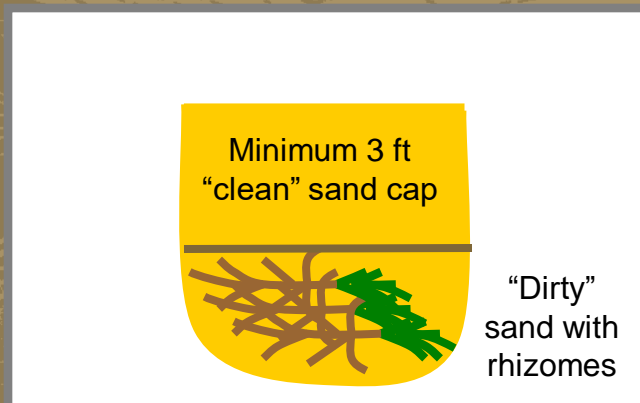 Minimum 3 ft
“clean” sand cap
“Dirty”
sand with
rhizomes